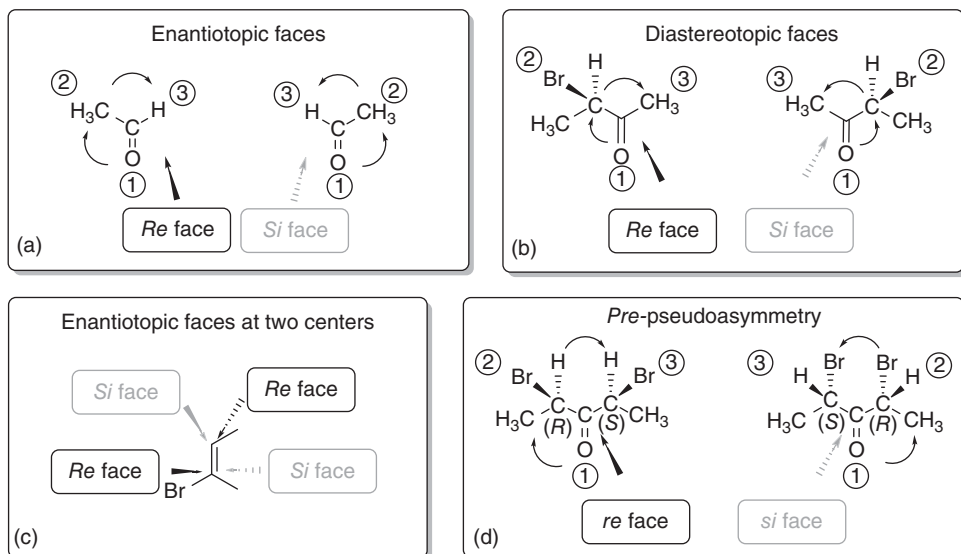 Enantiotopic faces
② ③
H₃C C H
O
①
③ ②
H C CH₃
O
①
Re face
Si face
(a)
Diastereotopic faces
② H ③
Br
C CH₃
H₃C O
①
③ H ②
Br
H₃C C
CH₃
O
①
Re face
Si face
(b)
Enantiotopic faces at two centers
Si face
Re face
Re face
Si face
Br
(c)
Pre-pseudoasymmetry
② H H ③
Br Br
C C C
H₃C (R) (S) CH₃
O
①
③ Br Br ②
H H
C C C
H₃C (S) (R) CH₃
O
①
re face
si face
(d)